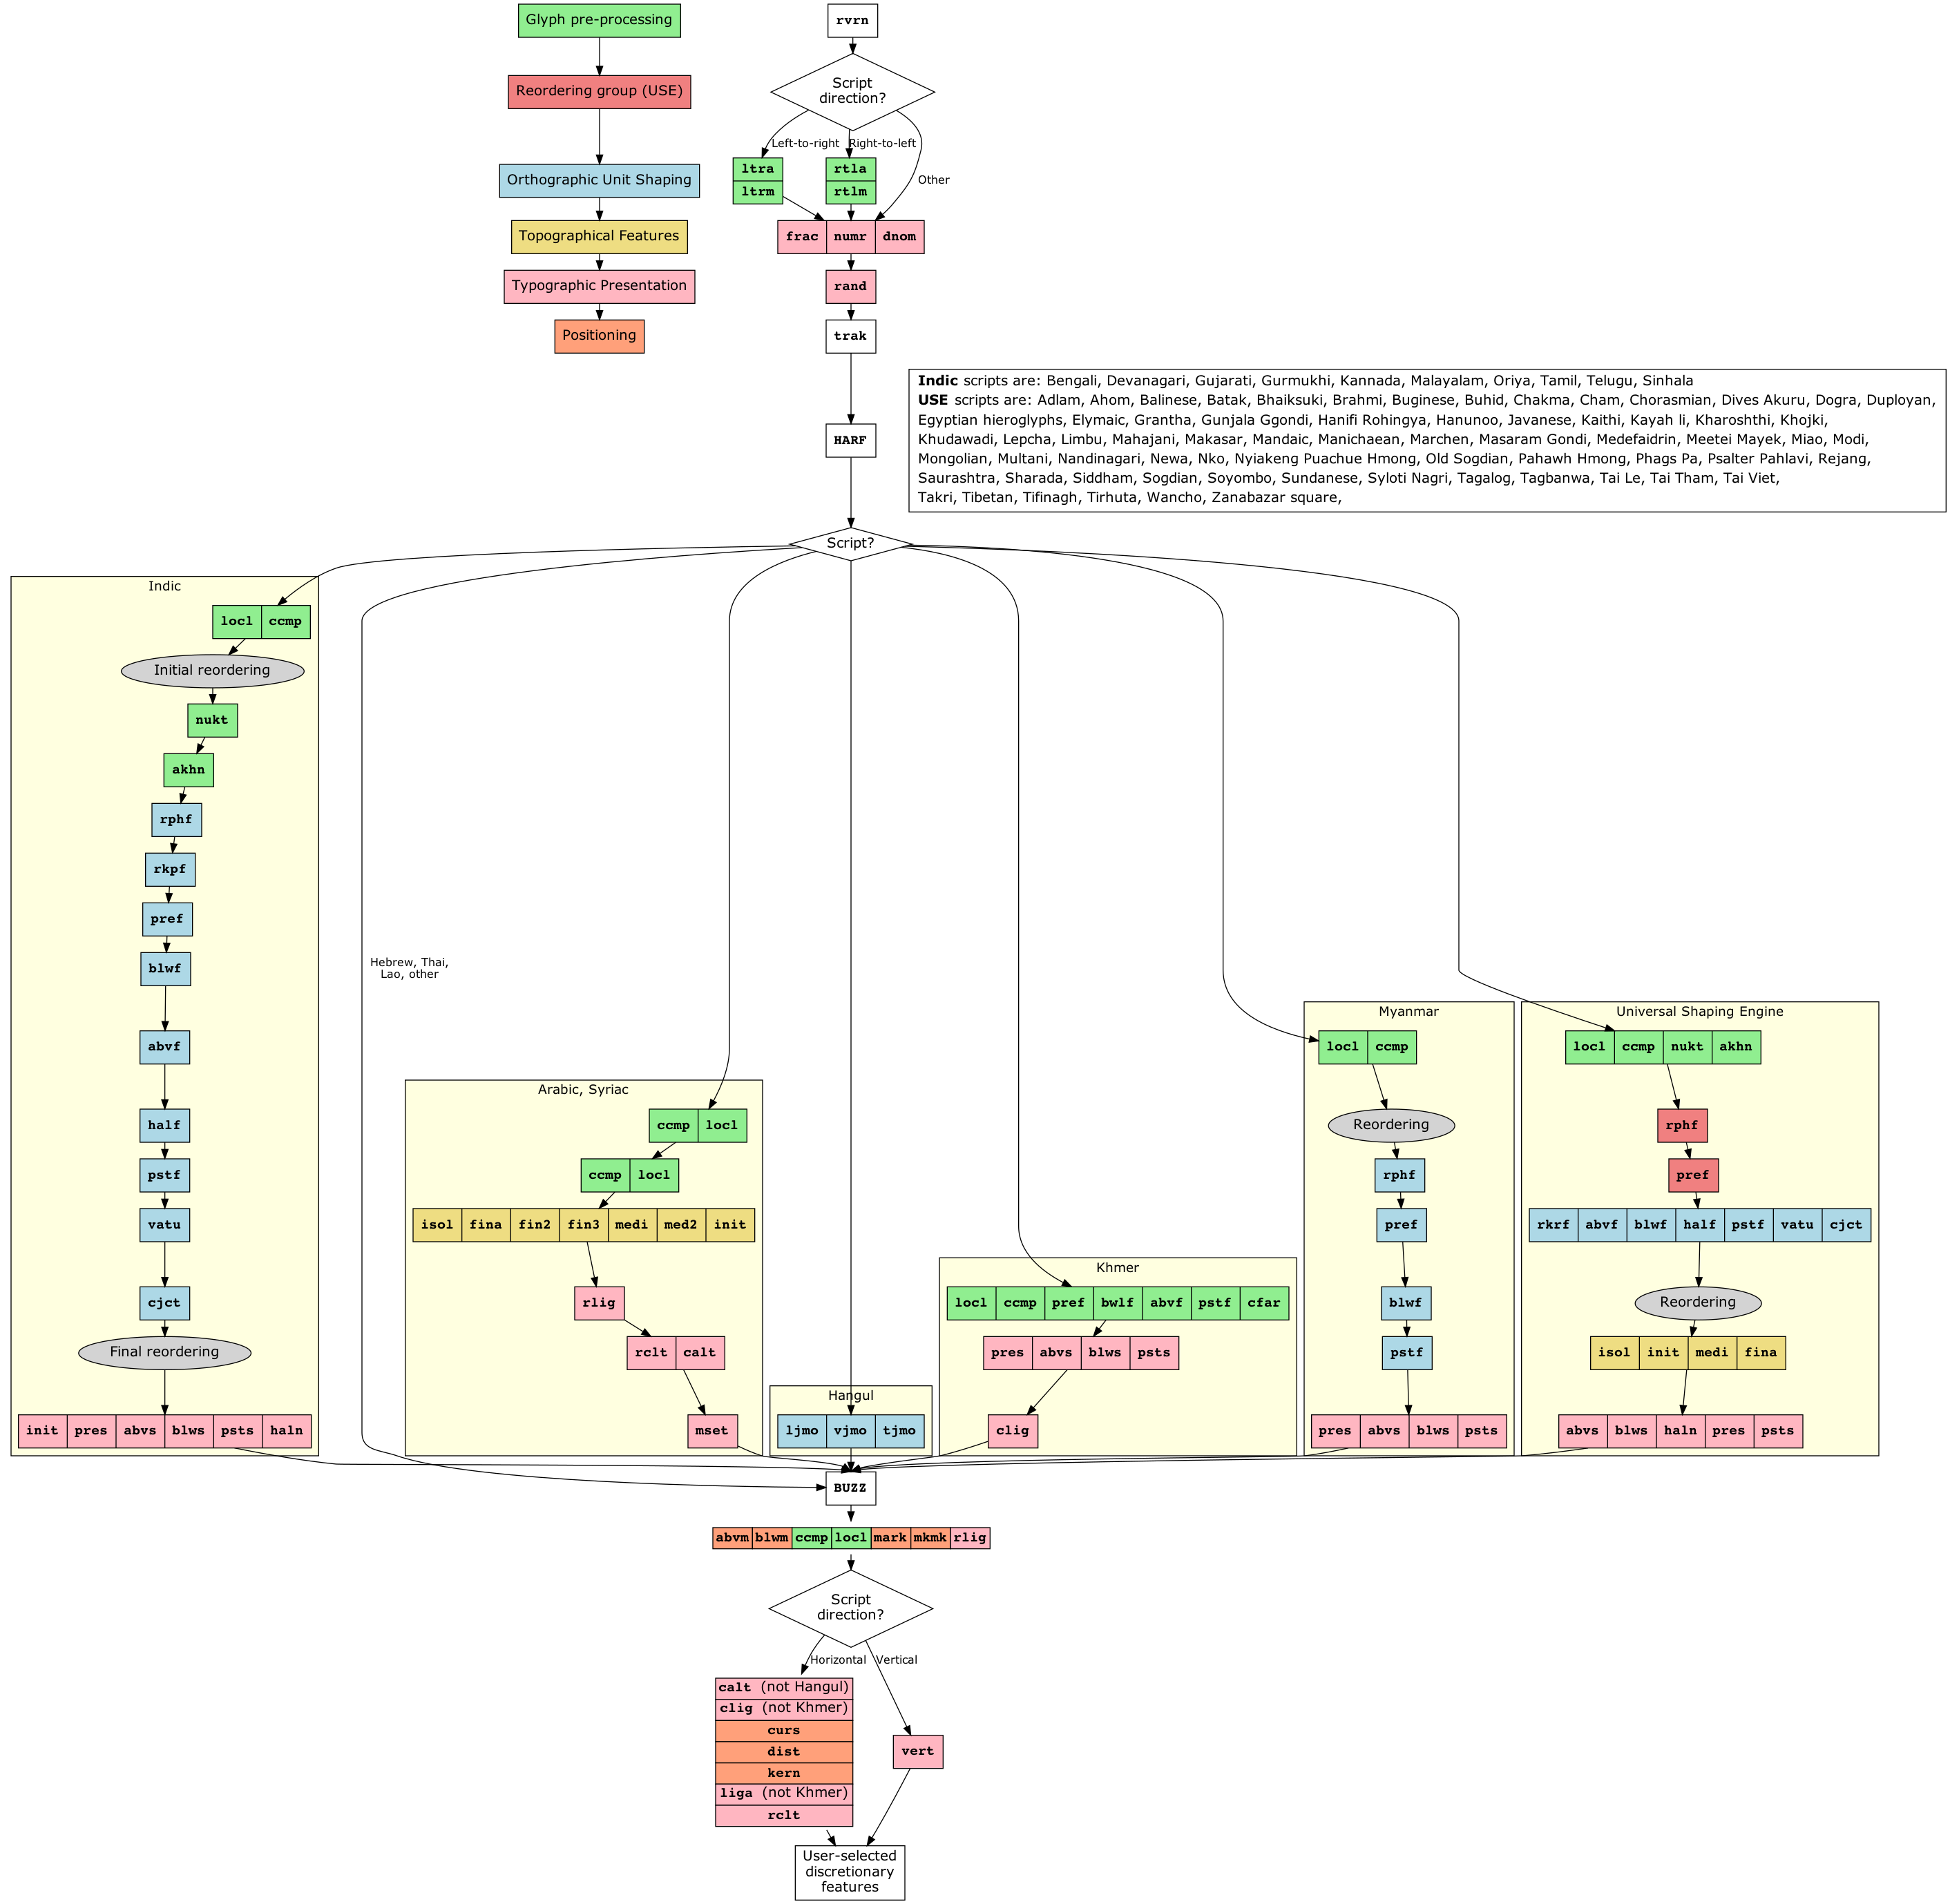 Glyph pre-processing
Reordering group (USE)
Orthographic Unit Shaping
Topographical Features
Typographic Presentation
Positioning
rvrn
Script
direction?
Left-to-right
Right-to-left
Other
ltra
ltrm
rtla
rtlm
frac numr dnom
rand
trak
HARF
Indic scripts are: Bengali, Devanagari, Gujarati, Gurmukhi, Kannada, Malayalam, Oriya, Tamil, Telugu, Sinhala
USE scripts are: Adlam, Ahom, Balinese, Batak, Bhaiksuki, Brahmi, Buginese, Buhid, Chakma, Cham, Chorasmian, Dives Akuru, Dogra, Duployan,
Egyptian hieroglyphs, Elymaic, Grantha, Gunjala Ggondi, Hanifi Rohingya, Hanunoo, Javanese, Kaithi, Kayah li, Kharoshthi, Khojki,
Khudawadi, Lepcha, Limbu, Mahajani, Makasar, Mandaic, Manichaean, Marchen, Masaram Gondi, Medefaidrin, Meetei Mayek, Miao, Modi,
Mongolian, Multani, Nandinagari, Newa, Nko, Nyiakeng Puachue Hmong, Old Sogdian, Pahawh Hmong, Phags Pa, Psalter Pahlavi, Rejang,
Saurashtra, Sharada, Siddham, Sogdian, Soyombo, Sundanese, Syloti Nagri, Tagalog, Tagbanwa, Tai Le, Tai Tham, Tai Viet,
Takri, Tibetan, Tifinagh, Tirhuta, Wancho, Zanabazar square,
Script?
Indic
locl ccmp
Initial reordering
nukt
akhn
rphf
rkpf
pref
blwf
abvf
half
pstf
vatu
cjct
Final reordering
init pres abvs blws psts haln
Hebrew, Thai,
Lao, other
Arabic, Syriac
ccmp locl
ccmp locl
isol fina fin2 fin3 medi med2 init
rlig
rclt calt
mset
Hangul
ljmo vjmo tjmo
Khmer
locl ccmp pref bwlf abvf pstf cfar
pres abvs blws psts
clig
Myanmar
locl ccmp
Reordering
rphf
pref
blwf
pstf
pres abvs blws psts
Universal Shaping Engine
locl ccmp nukt akhn
rphf
pref
rkrf abvf blwf half pstf vatu cjct
Reordering
isol init medi fina
abvs blws haln pres psts
BUZZ
abvm blwm ccmp locl mark mkmk rlig
Script
direction?
Horizontal
Vertical
calt (not Hangul)
clig (not Khmer)
curs
dist
kern
liga (not Khmer)
rclt
vert
User-selected
discretionary
features